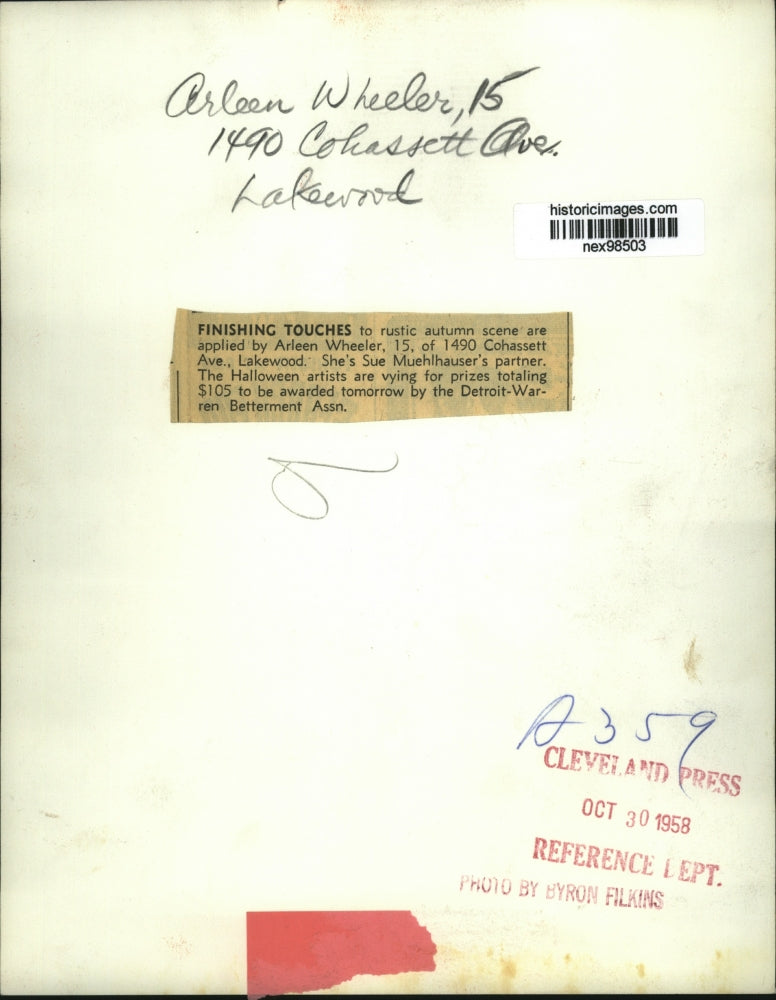 Arleen Wheeler, 15
1490 Cohassett Ave.
Lakewood
historicimages.com
nex98503
FINISHING TOUCHES to rustic autumn scene are
applied by Arleen Wheeler, 15, of 1490 Cohassett
Ave., Lakewood. She's Sue Muehlhauser's partner.
The Halloween artists are vying for prizes totaling
$105 to be awarded tomorrow by the Detroit-War-
ren Betterment Assn.
A359
CLEVELAND PRESS
OCT 30 1958
REFERENCE DEPT.
PHOTO BY BYRON FILKINS